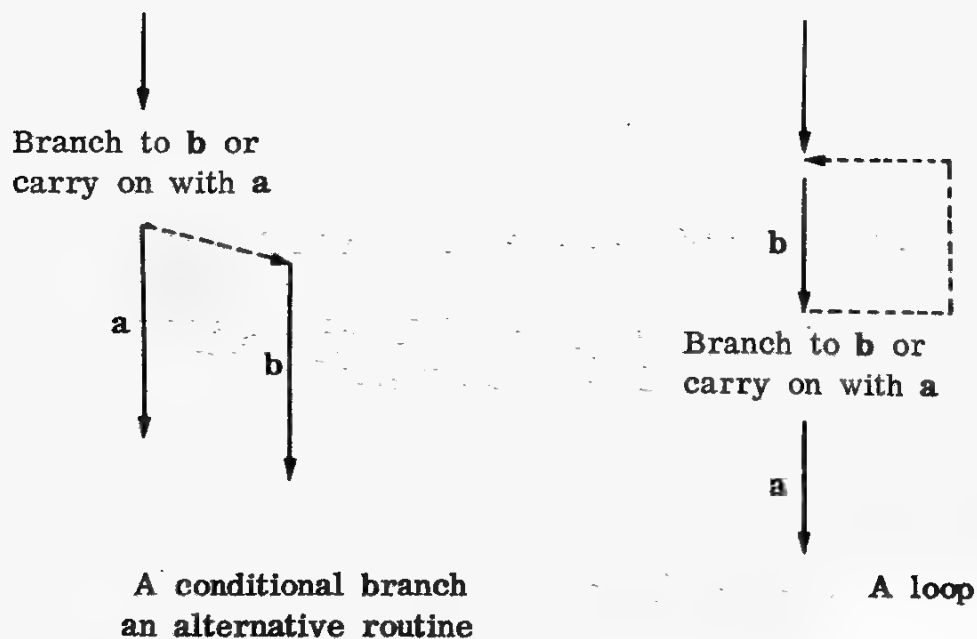 Branch to b or
carry on with a
a
b
A conditional branch
an alternative routine
b
Branch to b or
carry on with a
a
A loop